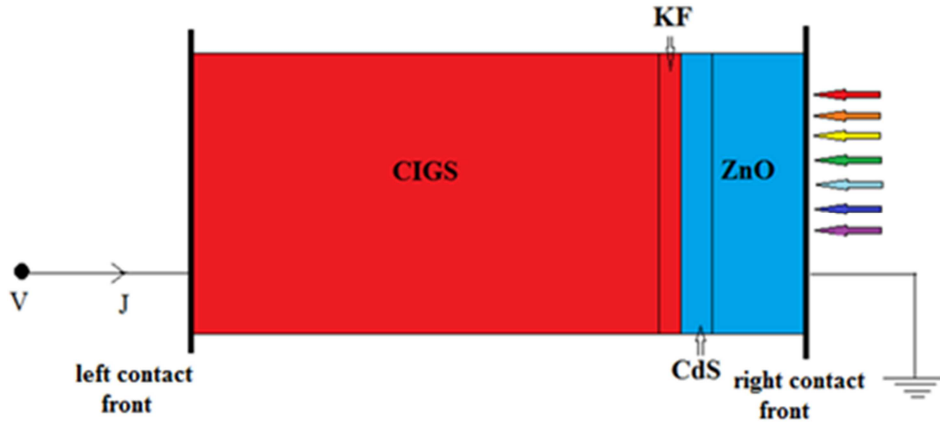 KF
CIGS
ZnO
V
J
CdS
left contact
front
right contact
front